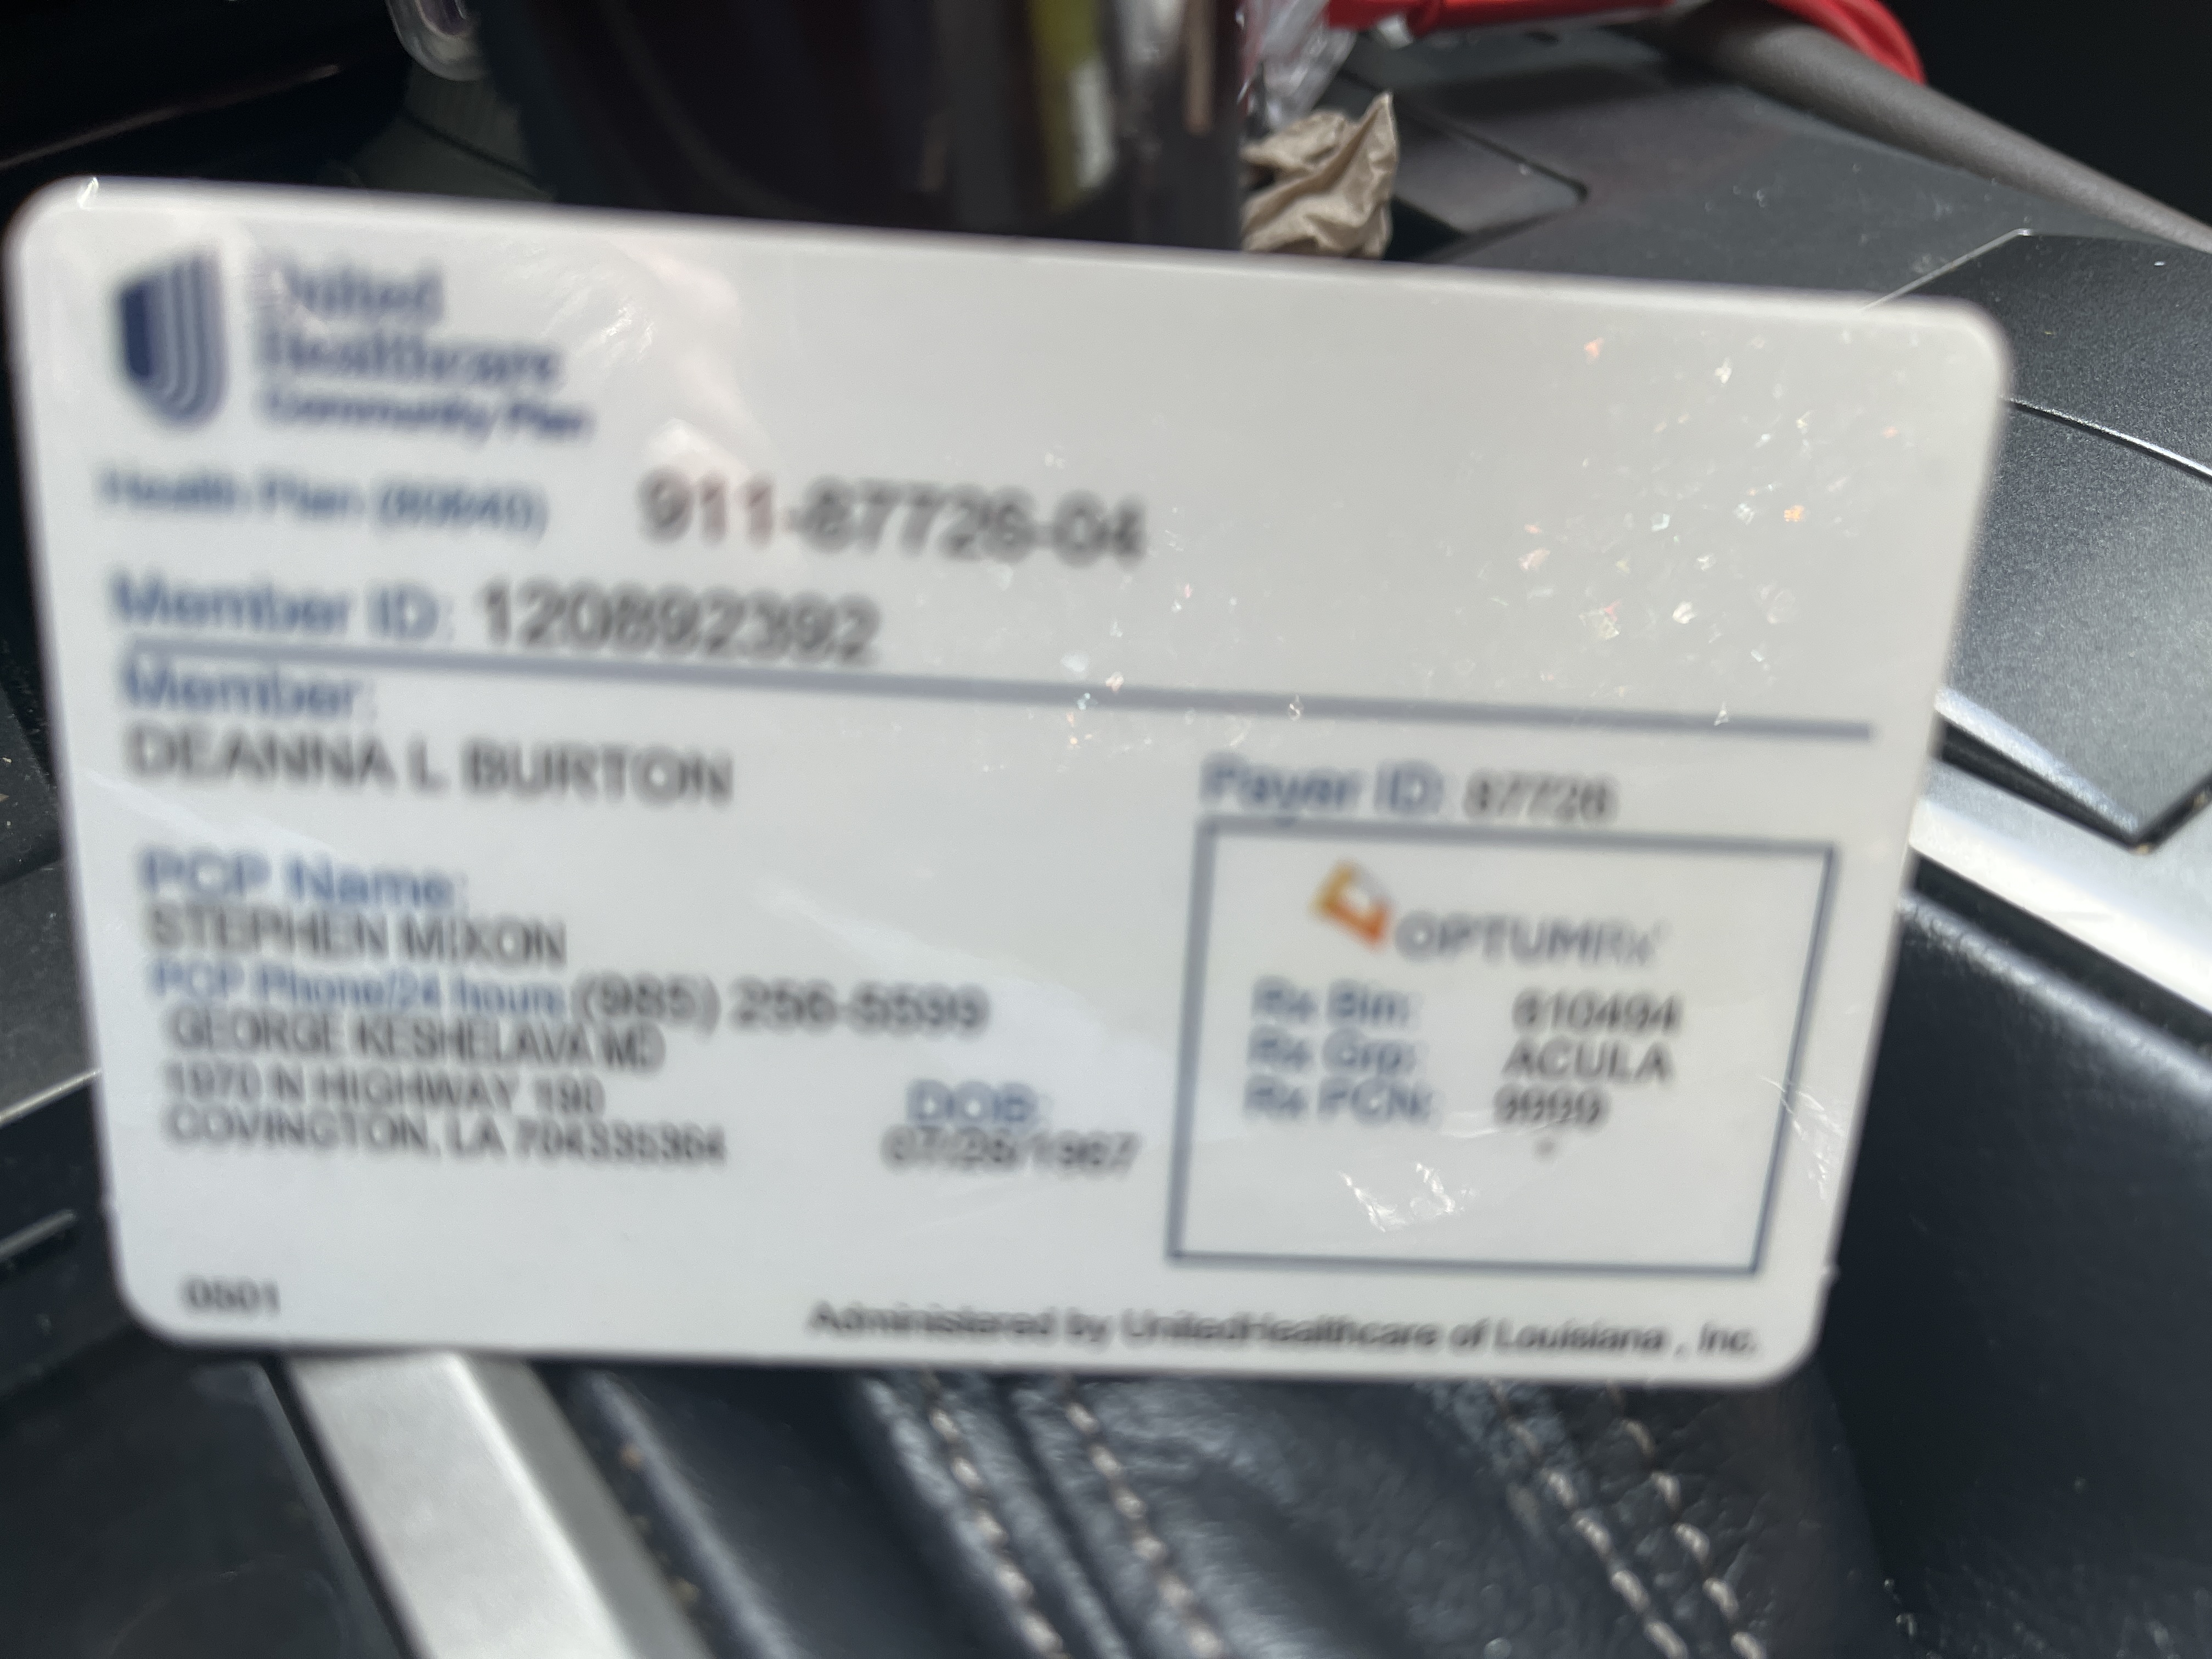 United
Healthcare
Community Plan
Health Plan (80840) 911-87726-04
Member ID: 120892392
Member:
DEANNA L BURTON
Payer ID: 87726
PCP Name:
STEPHEN MIXON
PCP Phone/24 hours: (985) 256-5599
GEORGE KESHELAVA MD
1970 N HIGHWAY 190
COVINGTON, LA 704335364
DOB:
07/26/1967
OPTUMRx
Rx Bin: 610494
Rx Grp: ACULA
Rx PCN: 9999
0501
Administered by UnitedHealthcare of Louisiana , Inc.